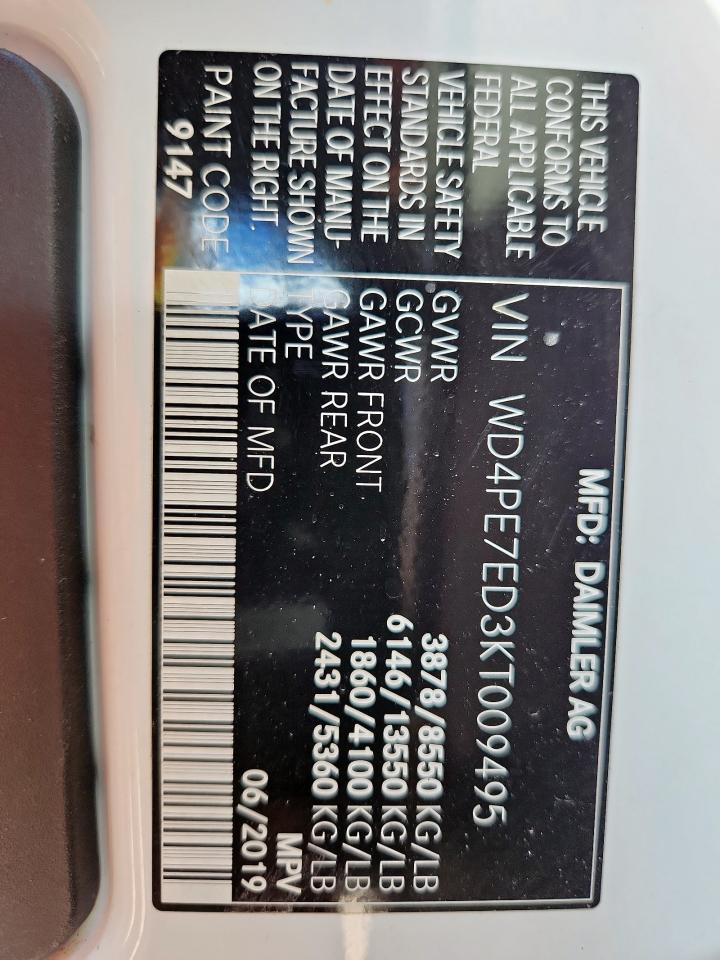 THIS VEHICLE
CONFORMS TO
ALL APPLICABLE
FEDERAL
VEHICLE SAFETY
STANDARDS IN
EFFECT ON THE
DATE OF MANU-
FACTURE SHOWN
ON THE RIGHT.
PAINT CODE
9147
MFD: DAIMLER AG
VIN WD4PE7ED3KT009495
GVWR 3878/8550 KG/LB
GCWR 6146/13550 KG/LB
GAWR FRONT 1860/4100 KG/LB
GAWR REAR 2431/5360 KG/LB
TYPE MPV
DATE OF MFD 06/2019